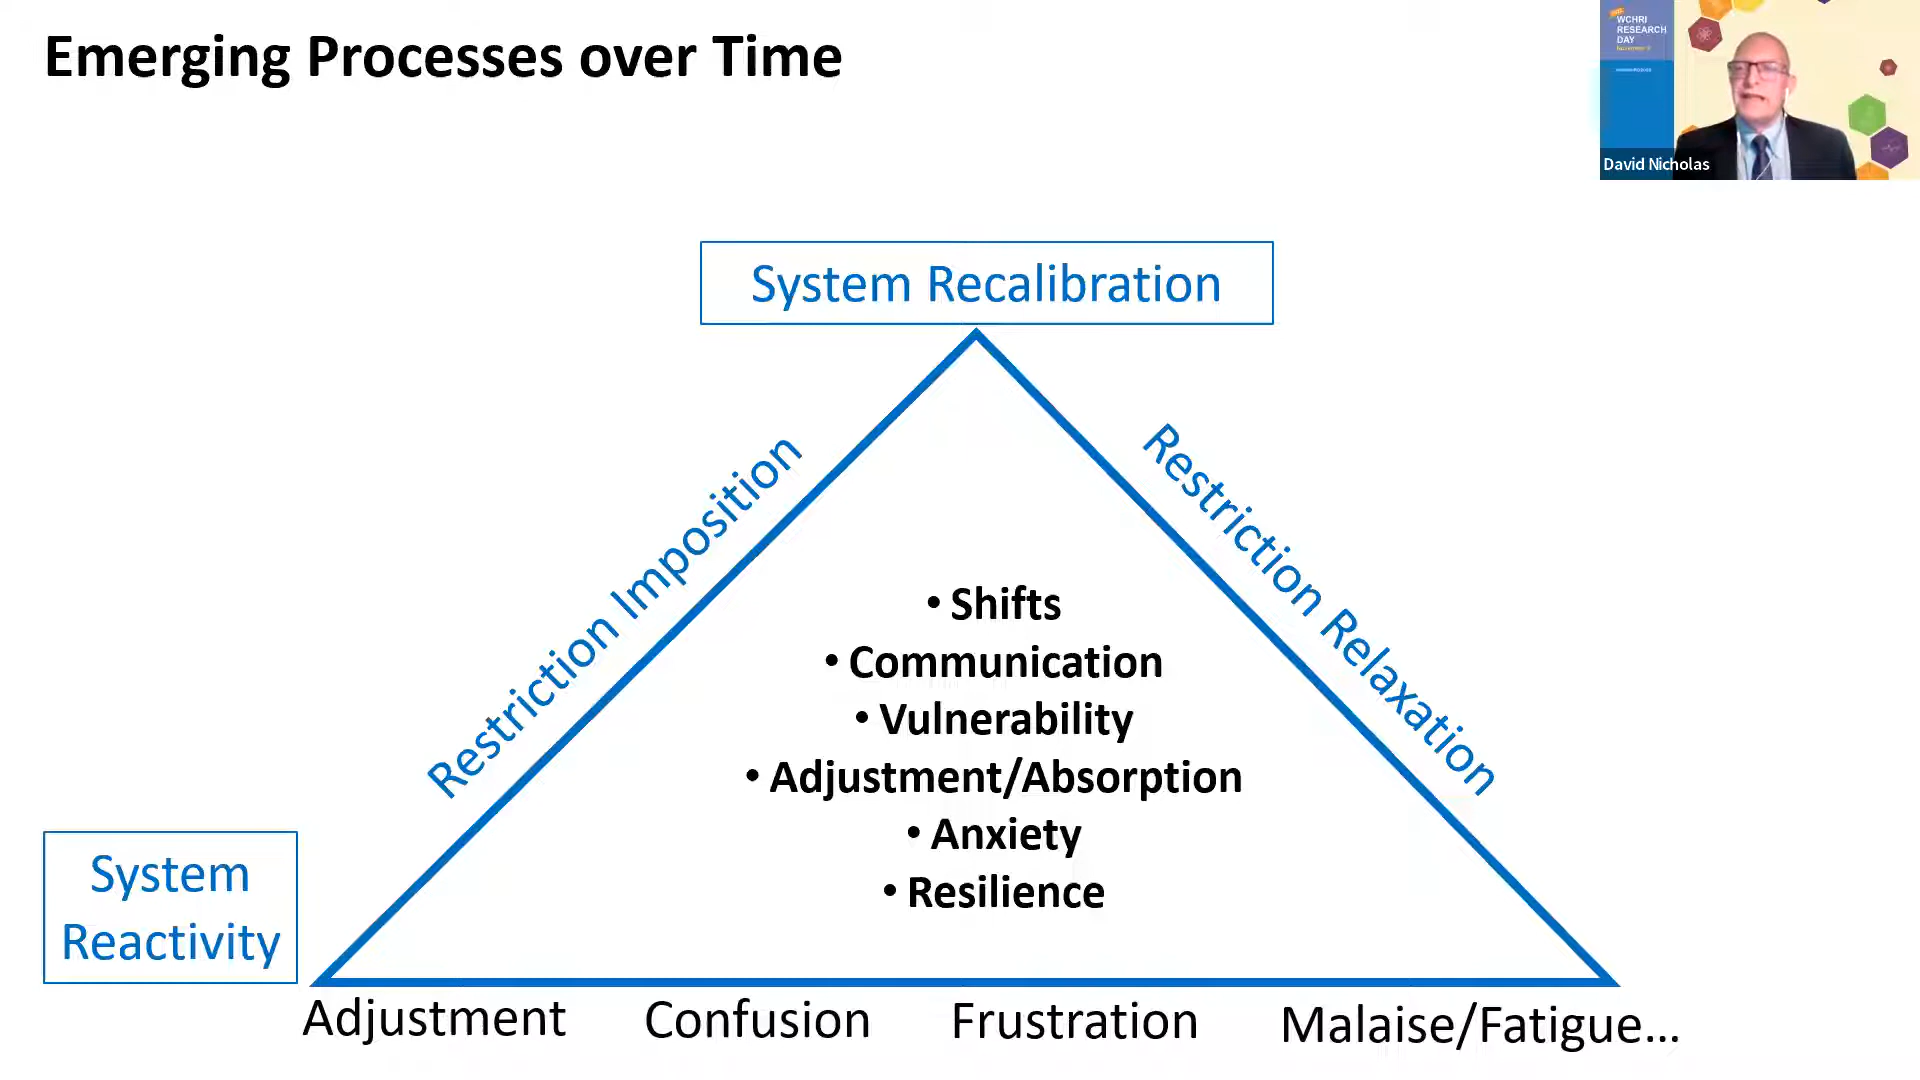 Emerging Processes over Time
WCHRI
RESEARCH
DAY
David Nicholas
System Recalibration
Restriction Imposition
Restriction Relaxation
• Shifts
• Communication
• Vulnerability
• Adjustment/Absorption
• Anxiety
• Resilience
System
Reactivity
Adjustment Confusion Frustration Malaise/Fatigue...